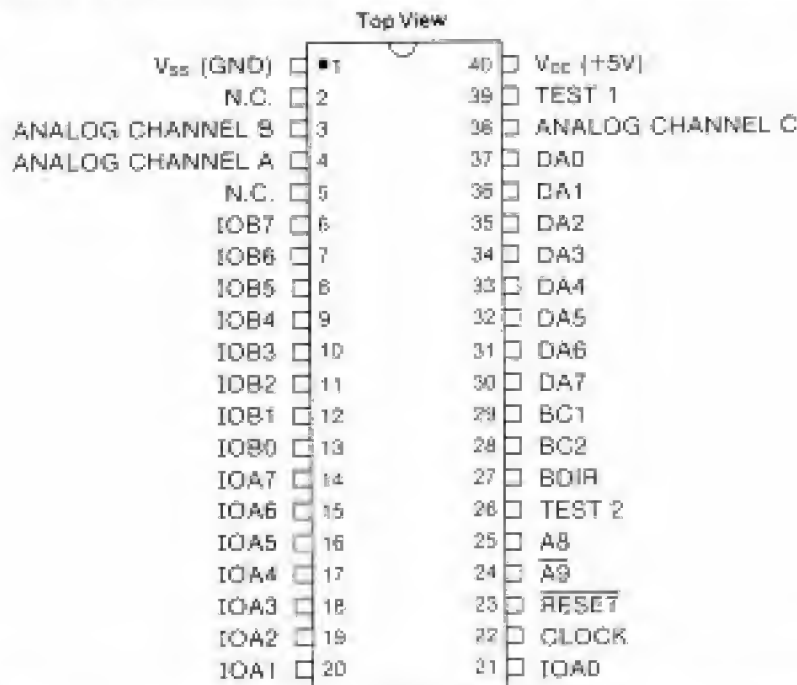 Top View
V_SS (GND) 1 40 V_CC (+5V)
N.C. 2 39 TEST 1
ANALOG CHANNEL B 3 38 ANALOG CHANNEL C
ANALOG CHANNEL A 4 37 DA0
N.C. 5 36 DA1
IOB7 6 35 DA2
IOB6 7 34 DA3
IOB5 8 33 DA4
IOB4 9 32 DA5
IOB3 10 31 DA6
IOB2 11 30 DA7
IOB1 12 29 BC1
IOB0 13 28 BC2
IOA7 14 27 BDIR
IOA6 15 26 TEST 2
IOA5 16 25 A8
IOA4 17 24 A9
IOA3 18 23 RESET
IOA2 19 22 CLOCK
IOA1 20 21 IOA0